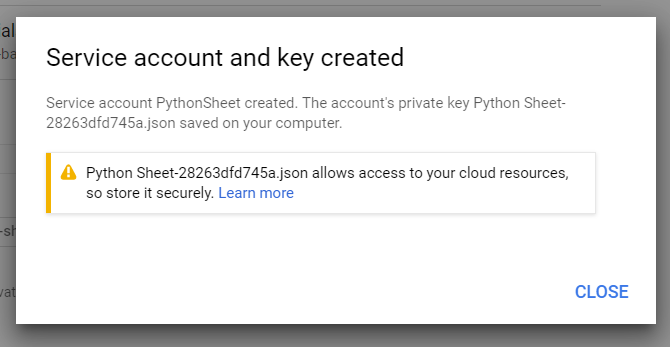 al
-ba
Service account and key created
Service account PythonSheet created. The account's private key Python Sheet-
28263dfd745a.json saved on your computer.
Python Sheet-28263dfd745a.json allows access to your cloud resources,
so store it securely. Learn more
-sh
wat
CLOSE